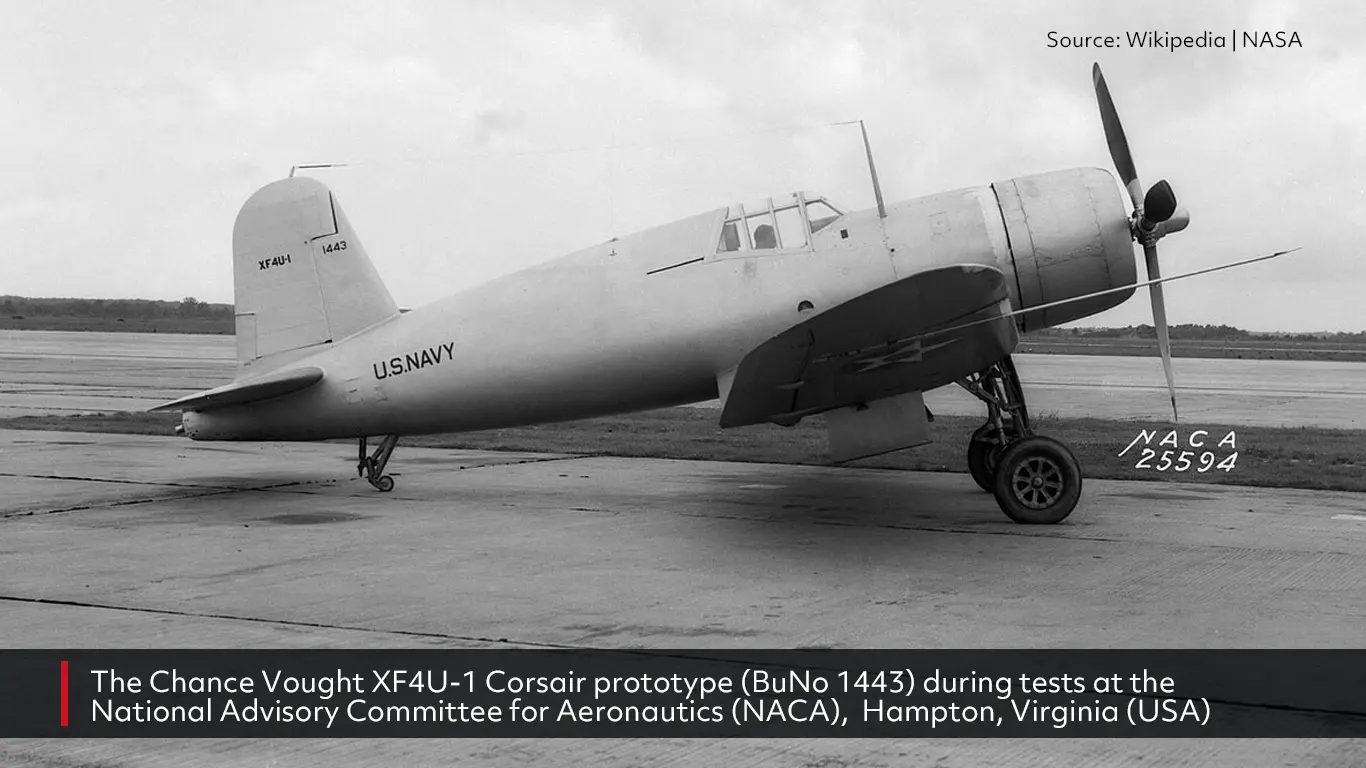 Source: Wikipedia | NASA
XF4U-1
1443
U.S.NAVY
NACA
25594
The Chance Vought XF4U-1 Corsair prototype (BuNo 1443) during tests at the
National Advisory Committee for Aeronautics (NACA),  Hampton, Virginia (USA)